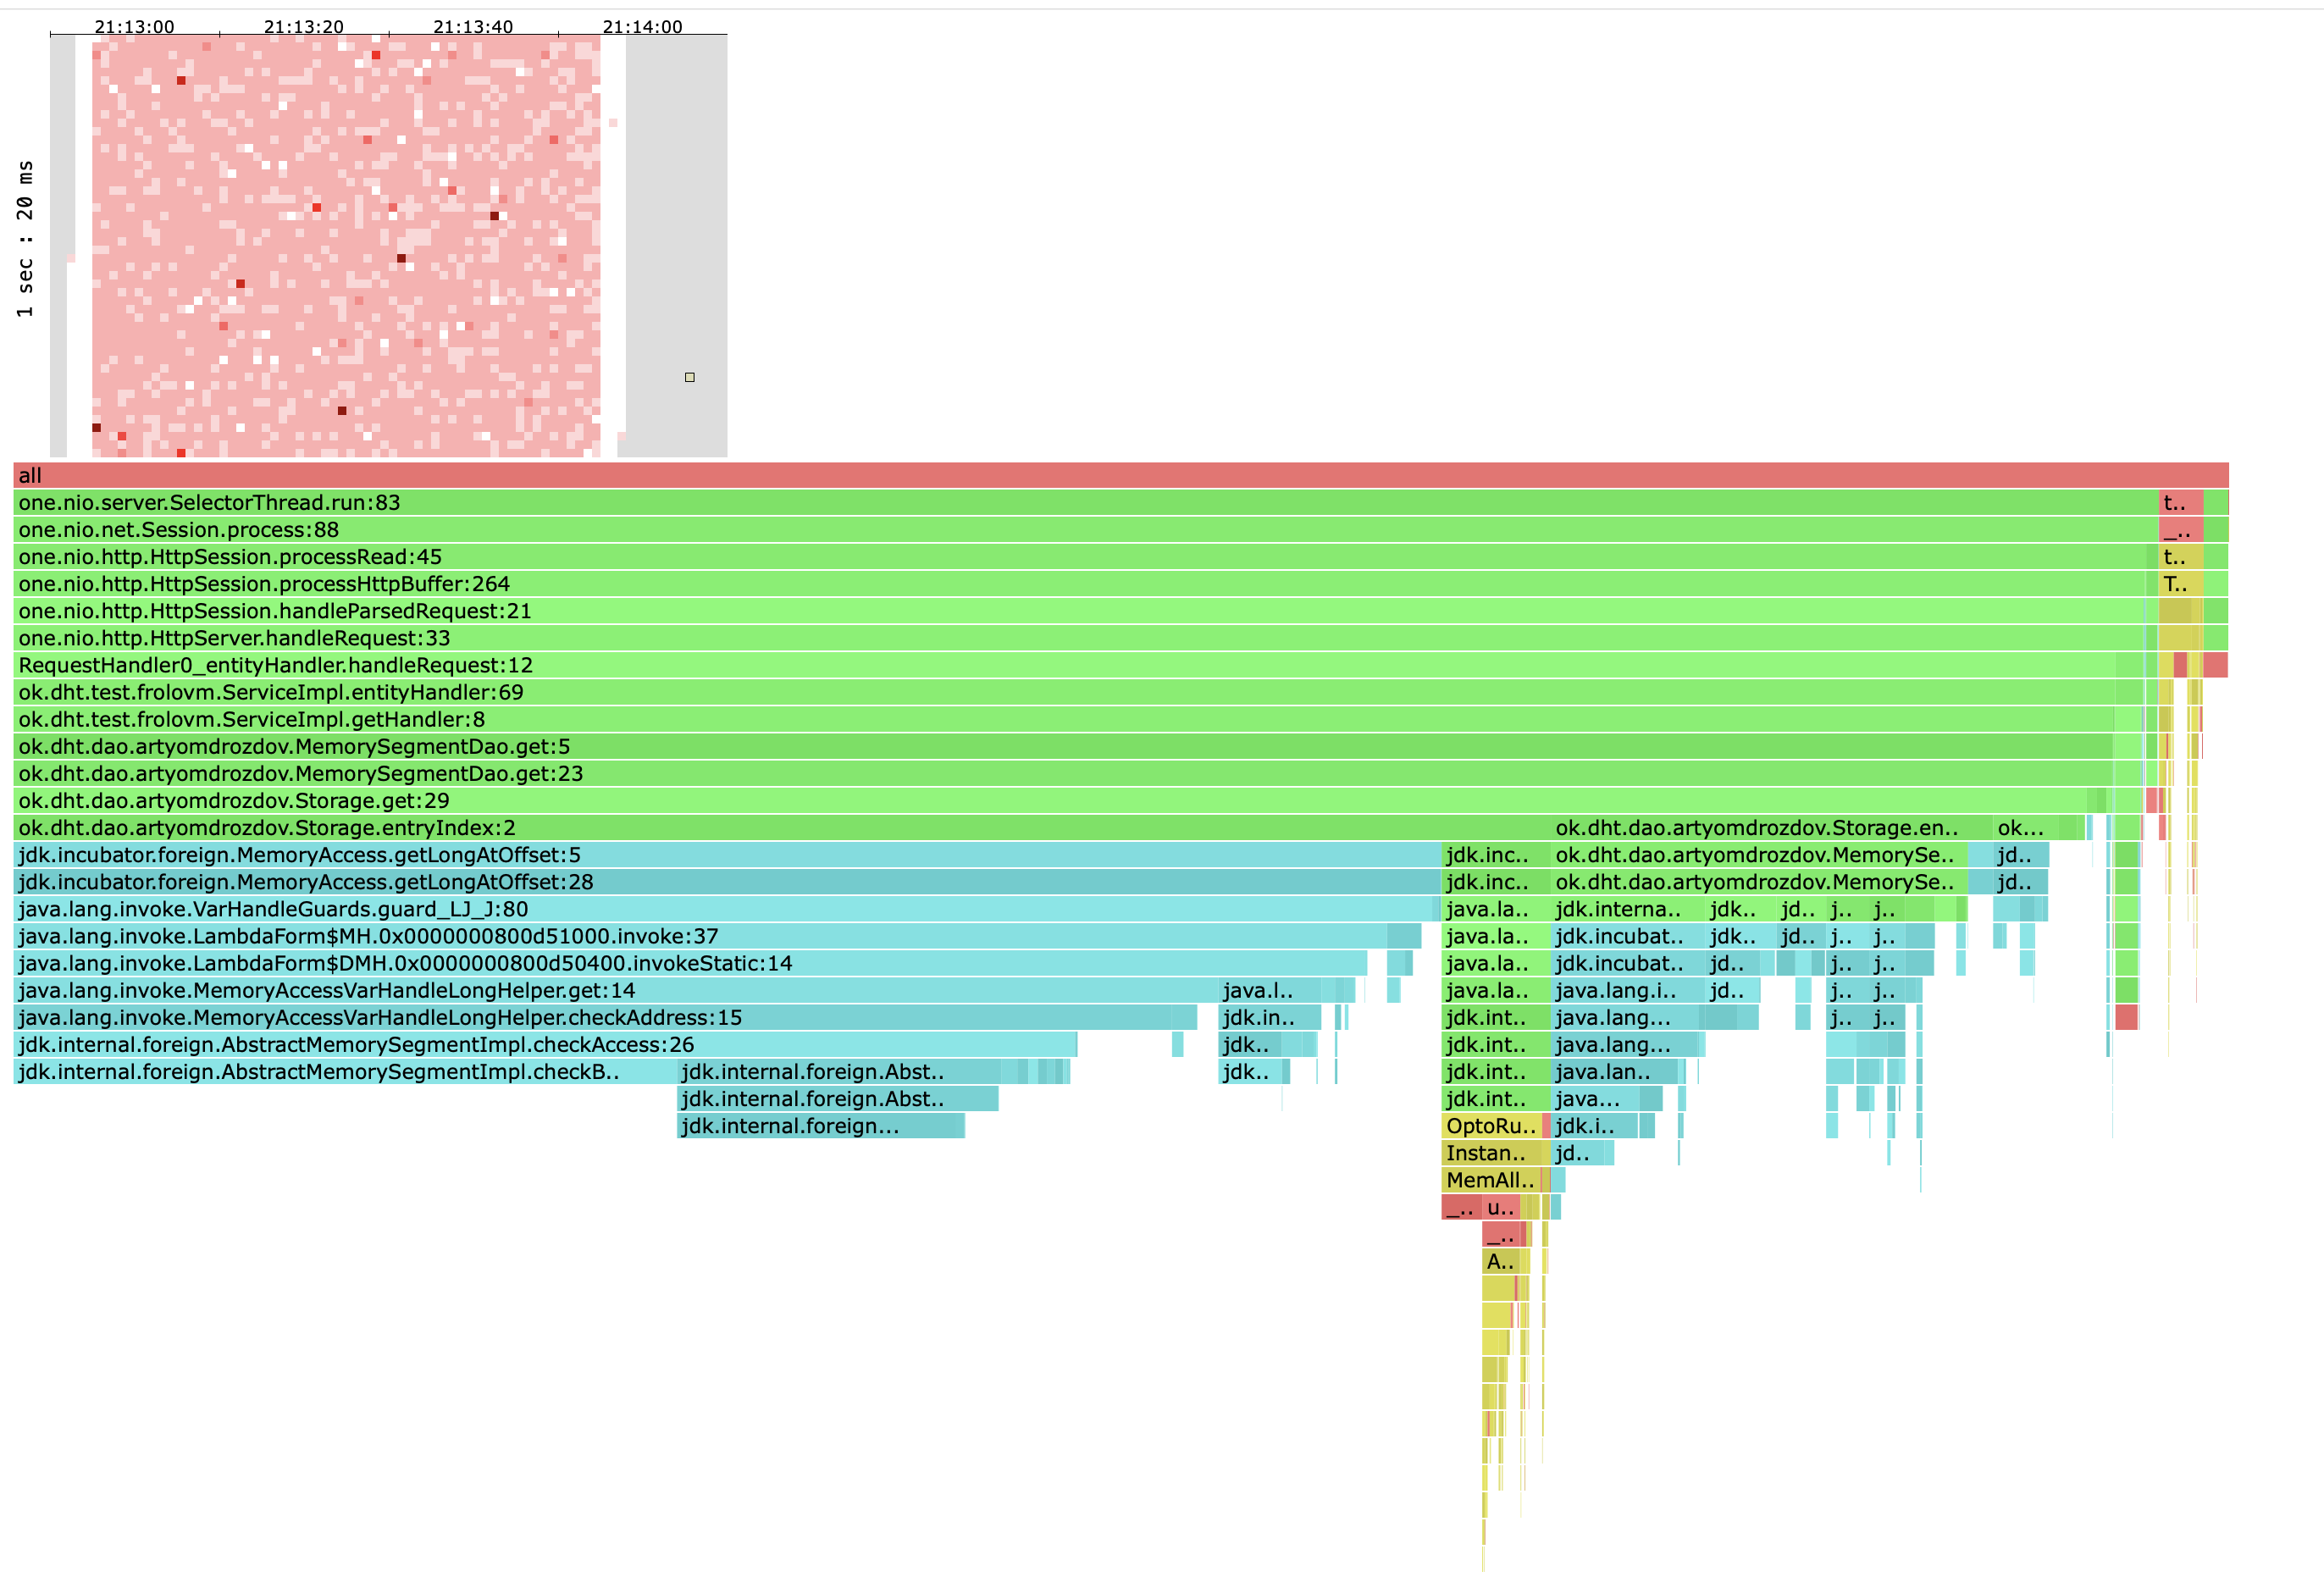 21:13:00 21:13:20 21:13:40 21:14:00
1 sec : 20 ms
all
one.nio.server.SelectorThread.run:83 t..
one.nio.net.Session.process:88 _..
one.nio.http.HttpSession.processRead:45 t..
one.nio.http.HttpSession.processHttpBuffer:264 T..
one.nio.http.HttpSession.handleParsedRequest:21
one.nio.http.HttpServer.handleRequest:33
RequestHandler0_entityHandler.handleRequest:12
ok.dht.test.frolovm.ServiceImpl.entityHandler:69
ok.dht.test.frolovm.ServiceImpl.getHandler:8
ok.dht.dao.artyomdrozdov.MemorySegmentDao.get:5
ok.dht.dao.artyomdrozdov.MemorySegmentDao.get:23
ok.dht.dao.artyomdrozdov.Storage.get:29
ok.dht.dao.artyomdrozdov.Storage.entryIndex:2 ok.dht.dao.artyomdrozdov.Storage.en.. ok...
jdk.incubator.foreign.MemoryAccess.getLongAtOffset:5 jdk.inc.. ok.dht.dao.artyomdrozdov.MemorySe.. jd..
jdk.incubator.foreign.MemoryAccess.getLongAtOffset:28 jdk.inc.. ok.dht.dao.artyomdrozdov.MemorySe.. jd..
java.lang.invoke.VarHandleGuards.guard_LJ_J:80 java.la.. jdk.interna.. jdk.. jd.. j.. j..
java.lang.invoke.LambdaForm$MH.0x0000000800d51000.invoke:37 java.la.. jdk.incubat.. jdk.. jd.. j.. j..
java.lang.invoke.LambdaForm$DMH.0x0000000800d50400.invokeStatic:14 java.la.. jdk.incubat.. jd.. j.. j..
java.lang.invoke.MemoryAccessVarHandleLongHelper.get:14 java.l.. java.la.. java.lang.i.. jd.. j.. j..
java.lang.invoke.MemoryAccessVarHandleLongHelper.checkAddress:15 jdk.in.. jdk.int.. java.lang... j.. j..
jdk.internal.foreign.AbstractMemorySegmentImpl.checkAccess:26 jdk.. jdk.int.. java.lang...
jdk.internal.foreign.AbstractMemorySegmentImpl.checkB.. jdk.internal.foreign.Abst.. jdk.. jdk.int.. java.lan..
jdk.internal.foreign.Abst.. jdk.int.. java...
jdk.internal.foreign... OptoRu.. jdk.i..
Instan.. jd..
MemAll..
_.. u..
_..
A..